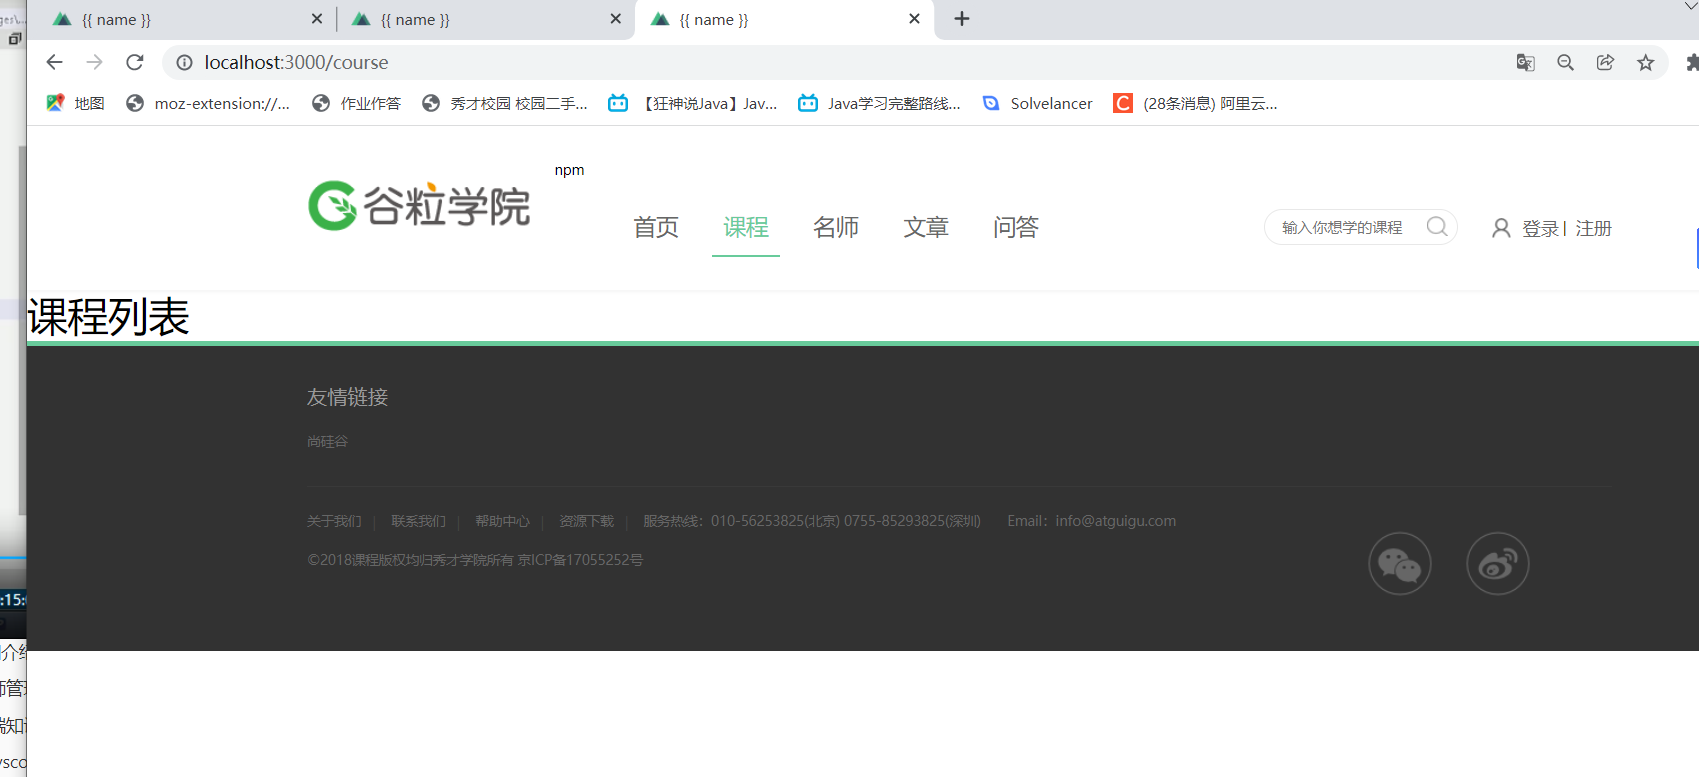 {{ name }}
{{ name }}
{{ name }}
localhost:3000/course
地图
moz-extension://...
作业作答
秀才校园 校园二手...
【狂神说Java】Jav...
Java学习完整路线...
Solvelancer
(28条消息) 阿里云...
谷粒学院
npm
首页
课程
名师
文章
问答
输入你想学的课程
登录 | 注册
课程列表
友情链接
尚硅谷
关于我们 | 联系我们 | 帮助中心 | 资源下载 | 服务热线：010-56253825(北京) 0755-85293825(深圳) Email：info@atguigu.com
©2018课程版权均归秀才学院所有 京ICP备17055252号
:15:
介绍